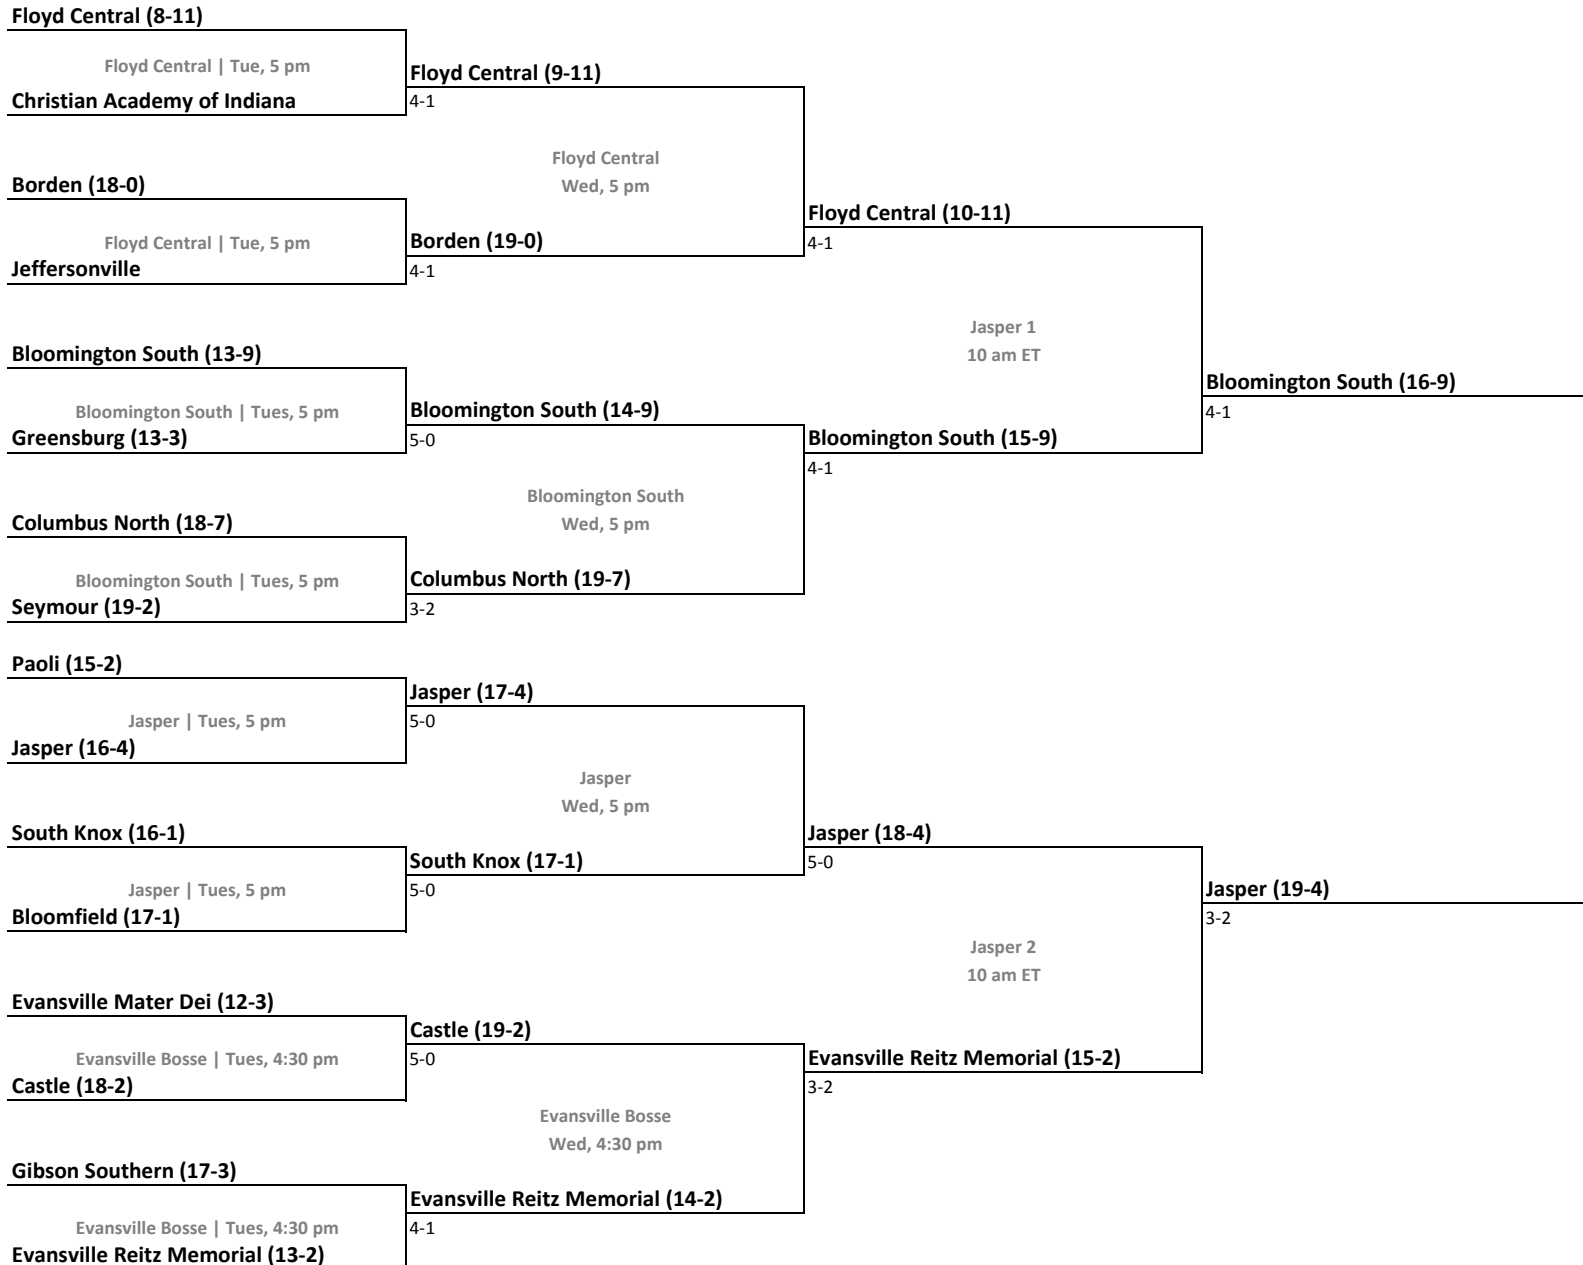 Floyd Central (8-11)
Floyd Central | Tue, 5 pm
Christian Academy of Indiana
Floyd Central (9-11)
4-1
Floyd Central
Wed, 5 pm
Borden (18-0)
Floyd Central | Tue, 5 pm
Jeffersonville
Borden (19-0)
4-1
Floyd Central (10-11)
4-1
Jasper 1
10 am ET
Bloomington South (13-9)
Bloomington South | Tues, 5 pm
Greensburg (13-3)
Bloomington South (14-9)
5-0
Bloomington South
Wed, 5 pm
Bloomington South (15-9)
4-1
Columbus North (18-7)
Bloomington South | Tues, 5 pm
Seymour (19-2)
Columbus North (19-7)
3-2
Bloomington South (16-9)
4-1
Paoli (15-2)
Jasper | Tues, 5 pm
Jasper (16-4)
Jasper (17-4)
5-0
Jasper
Wed, 5 pm
South Knox (16-1)
Jasper | Tues, 5 pm
Bloomfield (17-1)
South Knox (17-1)
5-0
Jasper (18-4)
5-0
Jasper 2
10 am ET
Jasper (19-4)
3-2
Evansville Mater Dei (12-3)
Evansville Bosse | Tues, 4:30 pm
Castle (18-2)
Castle (19-2)
5-0
Evansville Bosse
Wed, 4:30 pm
Evansville Reitz Memorial (15-2)
3-2
Gibson Southern (17-3)
Evansville Bosse | Tues, 4:30 pm
Evansville Reitz Memorial (13-2)
Evansville Reitz Memorial (14-2)
4-1